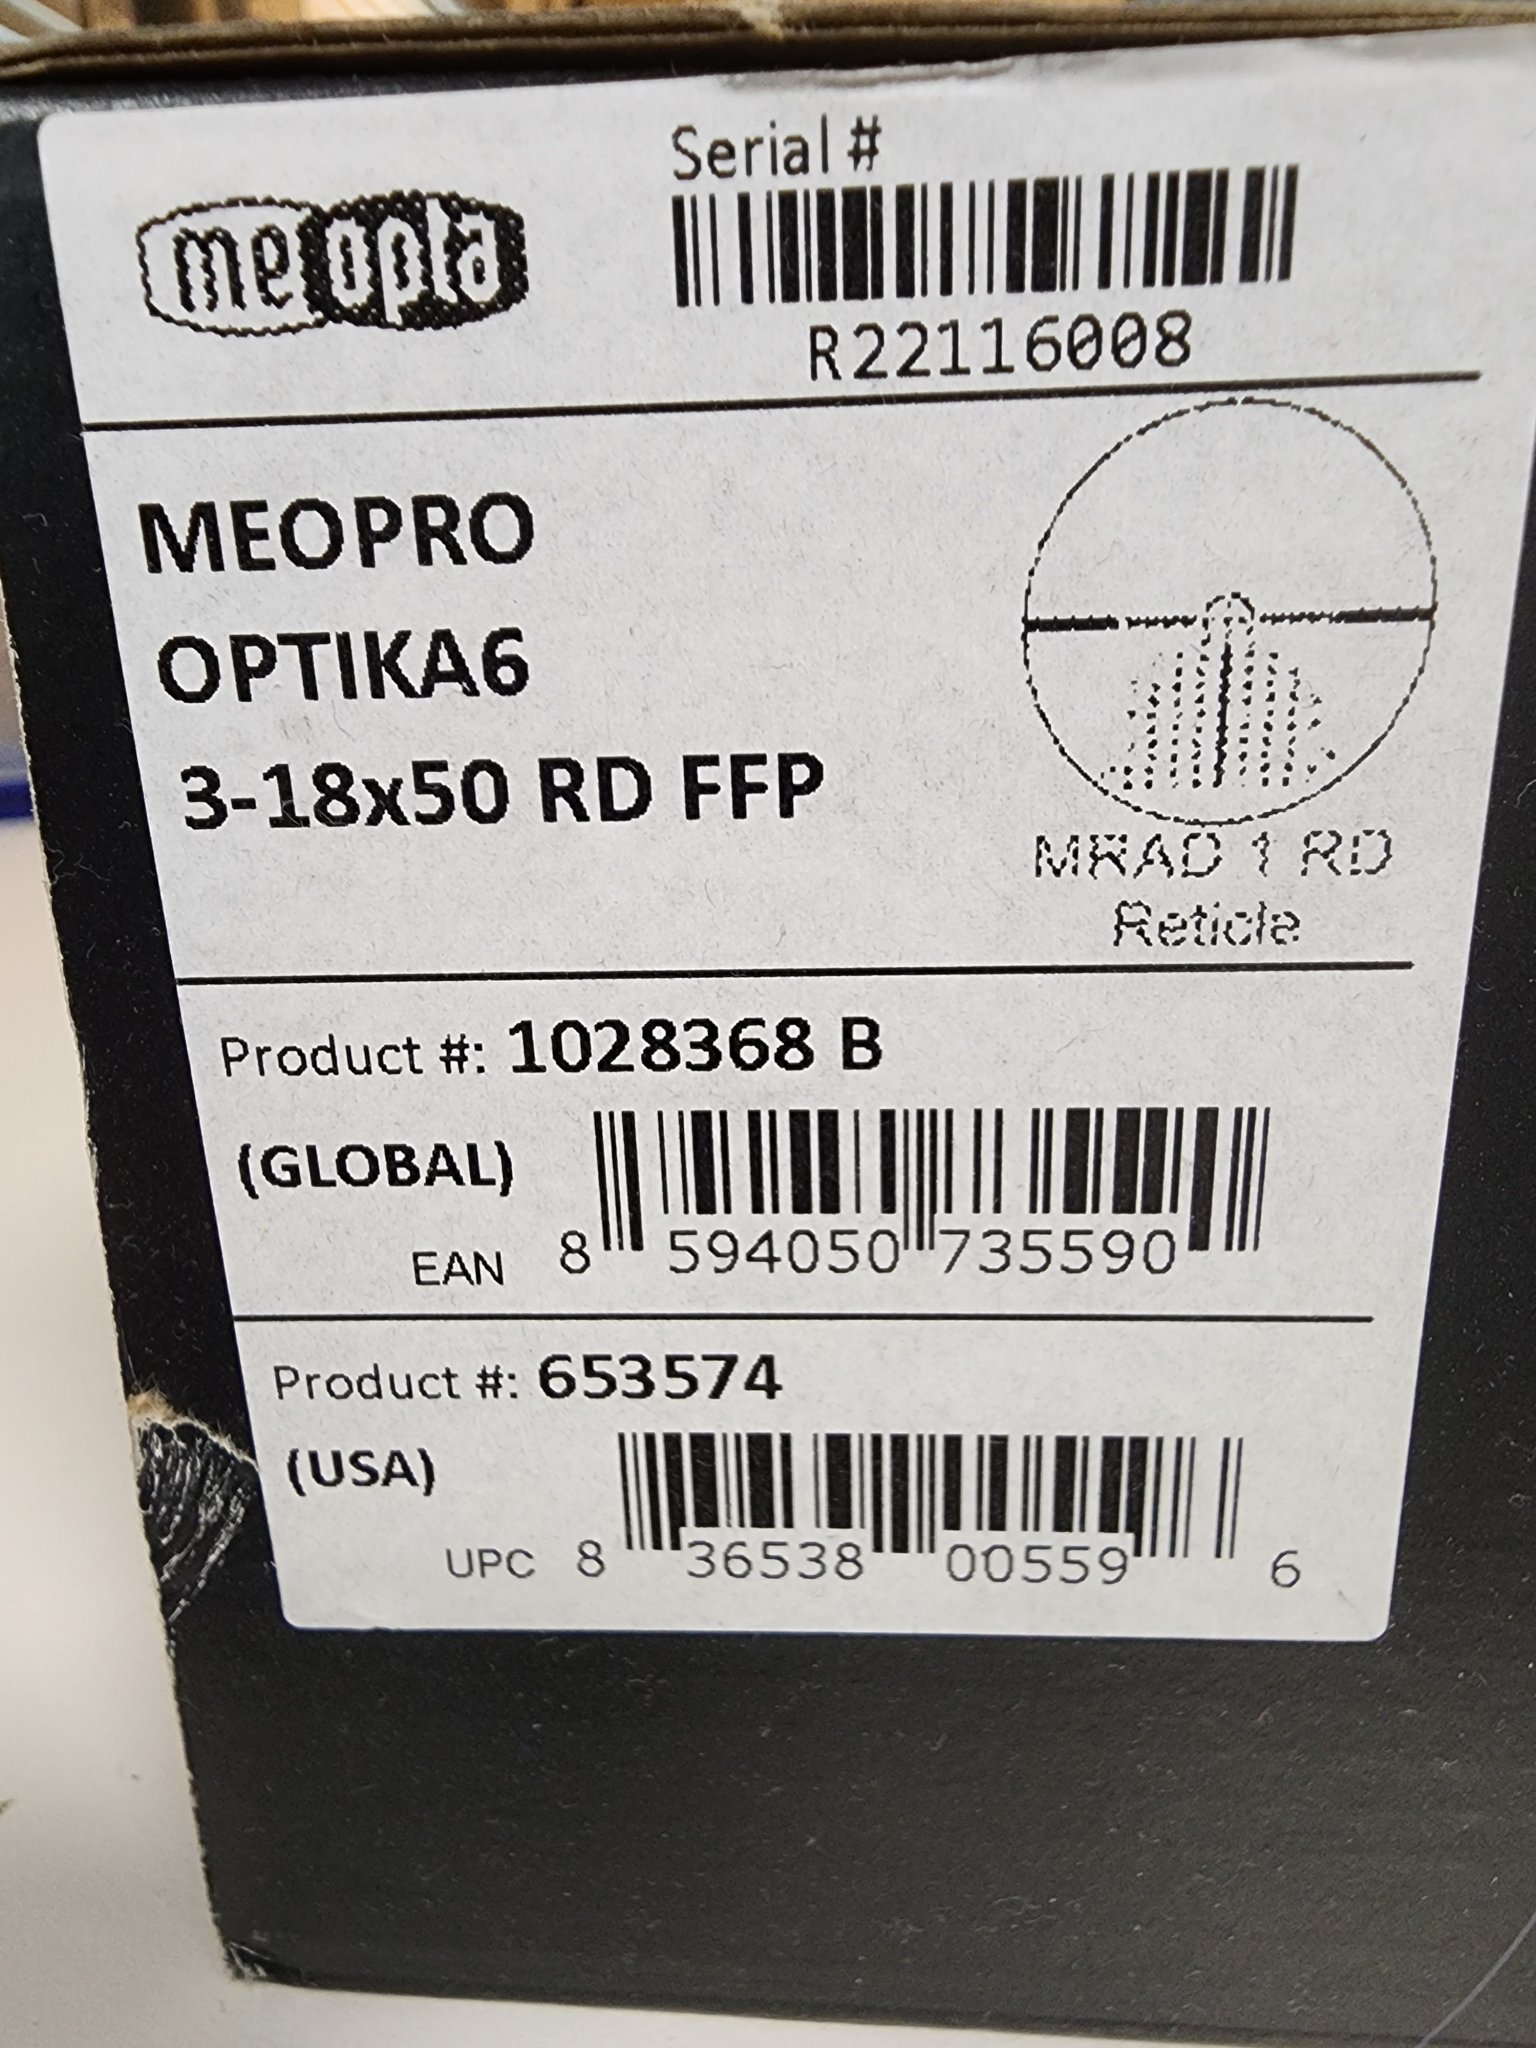 meopta
Serial #
R22116008
MEOPRO
OPTIKA6
3-18x50 RD FFP
MRAD 1 RD
Reticle
Product #: 1028368 B
(GLOBAL)
EAN 8 594050 735590
Product #: 653574
(USA)
UPC 8 36538 00559 6